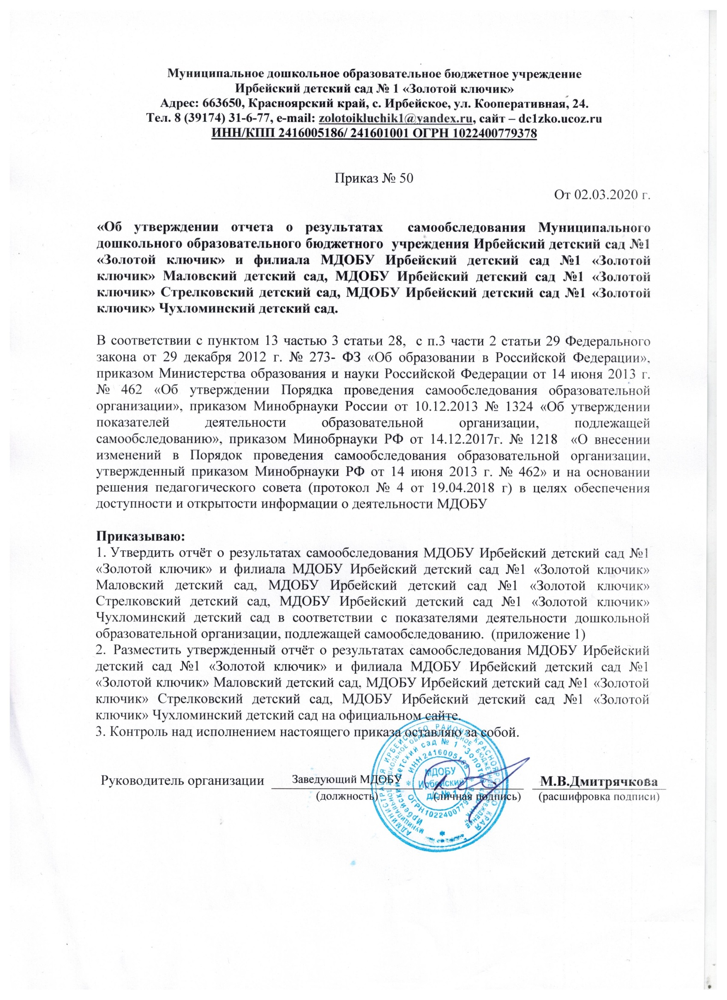 Муниципальное дошкольное образовательное бюджетное учреждение
Ирбейский детский сад № 1 «Золотой ключик»
Адрес: 663650, Красноярский край, с. Ирбейское, ул. Кооперативная, 24.
Тел. 8 (39174) 31-6-77, e-mail: zolotoikluchik1@yandex.ru, сайт – dc1zko.ucoz.ru
ИНН/КПП 2416005186/ 241601001 ОГРН 1022400779378
Приказ № 50
От 02.03.2020 г.
«Об утверждении отчета о результатах самообследования Муниципального
дошкольного образовательного бюджетного учреждения Ирбейский детский сад №1
«Золотой ключик» и филиала МДОБУ Ирбейский детский сад №1 «Золотой
ключик» Маловский детский сад, МДОБУ Ирбейский детский сад №1 «Золотой
ключик» Стрелковский детский сад, МДОБУ Ирбейский детский сад №1 «Золотой
ключик» Чухломинский детский сад.
В соответствии с пунктом 13 частью 3 статьи 28, с п.3 части 2 статьи 29 Федерального
закона от 29 декабря 2012 г. № 273- ФЗ «Об образовании в Российской Федерации»,
приказом Министерства образования и науки Российской Федерации от 14 июня 2013 г.
№ 462 «Об утверждении Порядка проведения самообследования образовательной
организации», приказом Минобрнауки России от 10.12.2013 № 1324 «Об утверждении
показателей деятельности образовательной организации, подлежащей
самообследованию», приказом Минобрнауки РФ от 14.12.2017г. № 1218 «О внесении
изменений в Порядок проведения самообследования образовательной организации,
утвержденный приказом Минобрнауки РФ от 14 июня 2013 г. № 462» и на основании
решения педагогического совета (протокол № 4 от 19.04.2018 г) в целях обеспечения
доступности и открытости информации о деятельности МДОБУ
Приказываю:
1. Утвердить отчёт о результатах самообследования МДОБУ Ирбейский детский сад №1
«Золотой ключик» и филиала МДОБУ Ирбейский детский сад №1 «Золотой ключик»
Маловский детский сад, МДОБУ Ирбейский детский сад №1 «Золотой ключик»
Стрелковский детский сад, МДОБУ Ирбейский детский сад №1 «Золотой ключик»
Чухломинский детский сад в соответствии с показателями деятельности дошкольной
образовательной организации, подлежащей самообследованию. (приложение 1)
2. Разместить утвержденный отчёт о результатах самообследования МДОБУ Ирбейский
детский сад №1 «Золотой ключик» и филиала МДОБУ Ирбейский детский сад №1
«Золотой ключик» Маловский детский сад, МДОБУ Ирбейский детский сад №1 «Золотой
ключик» Стрелковский детский сад, МДОБУ Ирбейский детский сад №1 «Золотой
ключик» Чухломинский детский сад на официальном сайте.
3. Контроль над исполнением настоящего приказа оставляю за собой.
Руководитель организации Заведующий МДОБУ М.В.Дмитрячкова
(должность) (личная подпись) (расшифровка подписи)
АДМИНИСТРАЦИЯ ИРБЕЙСКОГО РАЙОНА КРАСНОЯРСКОГО КРАЯ
МУНИЦИПАЛЬНОЕ ДОШКОЛЬНОЕ ОБРАЗОВАТЕЛЬНОЕ БЮДЖЕТНОЕ УЧРЕЖДЕНИЕ
Ирбейский детский сад № 1 "Золотой ключик"
ОГРН 1022400779378
МДОБУ
Ирбейский
д/с № 1